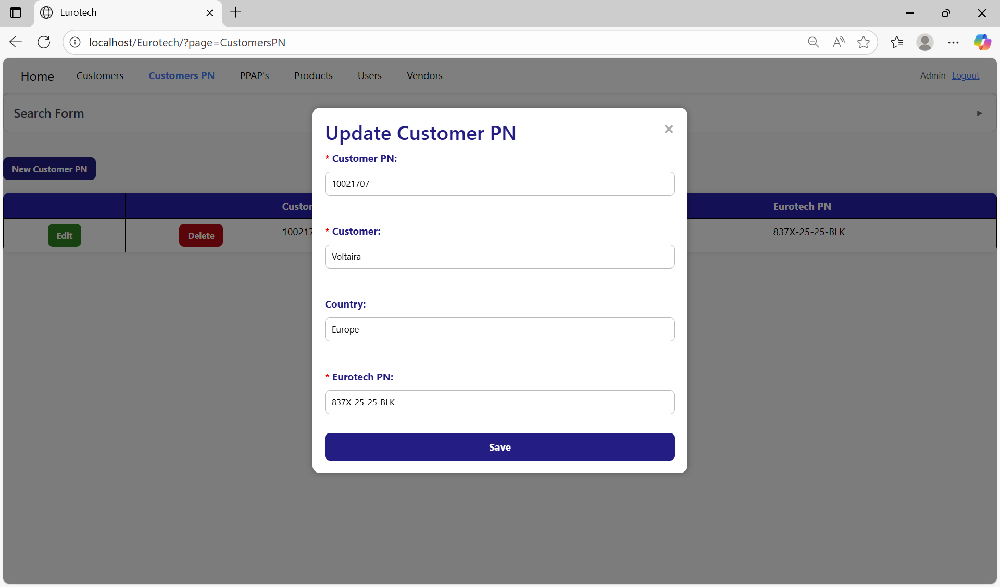 Eurotech
localhost/Eurotech/?page=CustomersPN
Home Customers Customers PN PPAP's Products Users Vendors Admin Logout
Search Form
New Customer PN
Eurotech PN
Edit Delete 837X-25-25-BLK
Update Customer PN
* Customer PN:
10021707
* Customer:
Voltaira
Country:
Europe
* Eurotech PN:
837X-25-25-BLK
Save